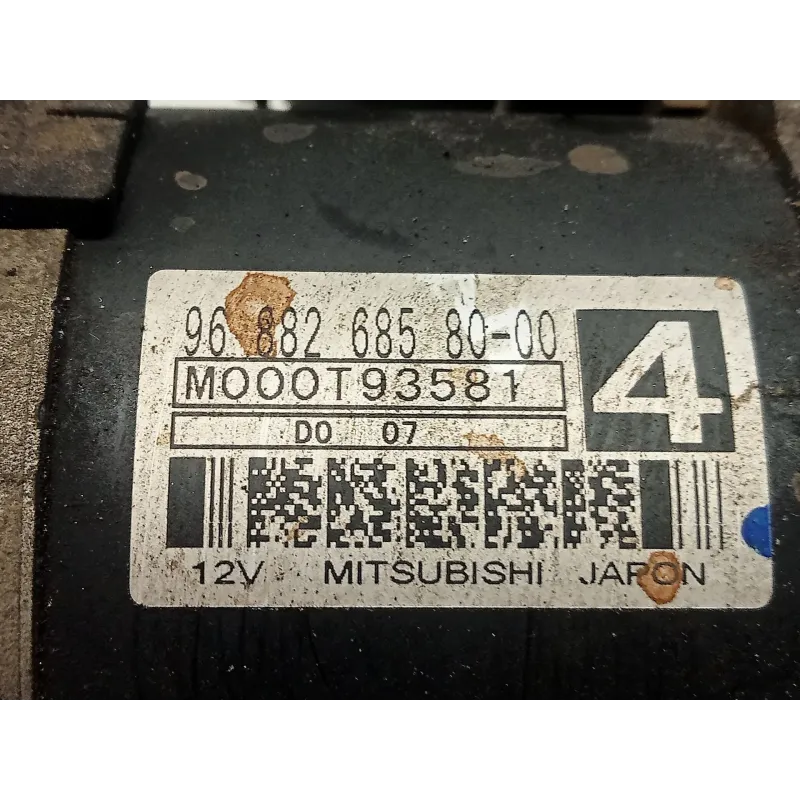 96 882 685 80-00
M000T93581
4
D0 07
12V MITSUBISHI JAPON